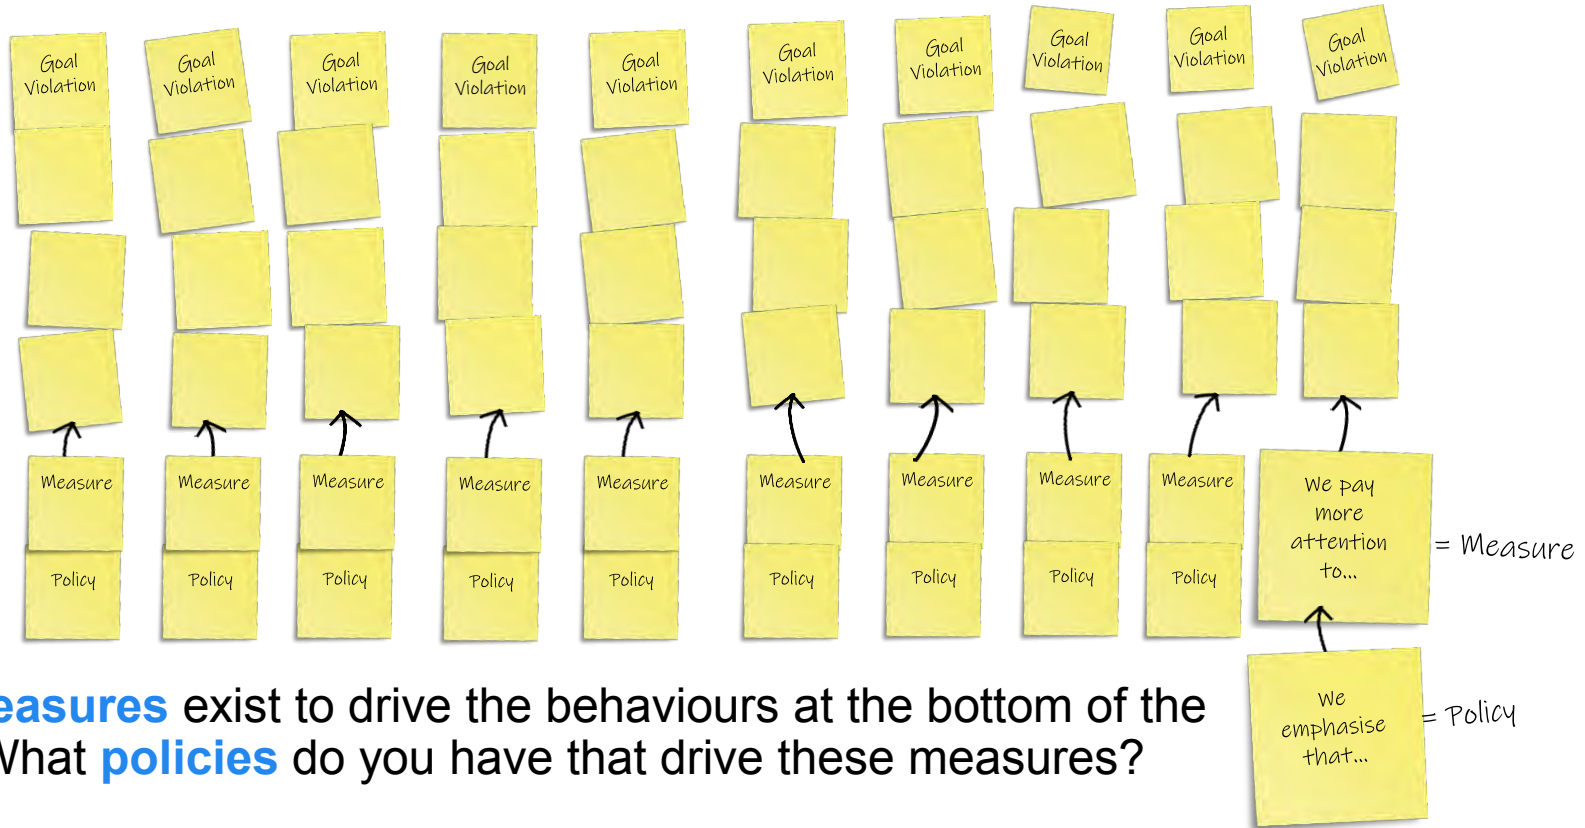 Goal
Violation
Goal
Violation
Goal
Violation
Goal
Violation
Goal
Violation
Goal
Violation
Goal
Violation
Goal
Violation
Goal
Violation
Goal
Violation
Measure
Measure
Measure
Measure
Measure
Measure
Measure
Measure
Measure
We pay
more
attention
to...
= Measure
Policy
Policy
Policy
Policy
Policy
Policy
Policy
Policy
Policy
We
emphasise
that...
= Policy
easures exist to drive the behaviours at the bottom of the
What policies do you have that drive these measures?